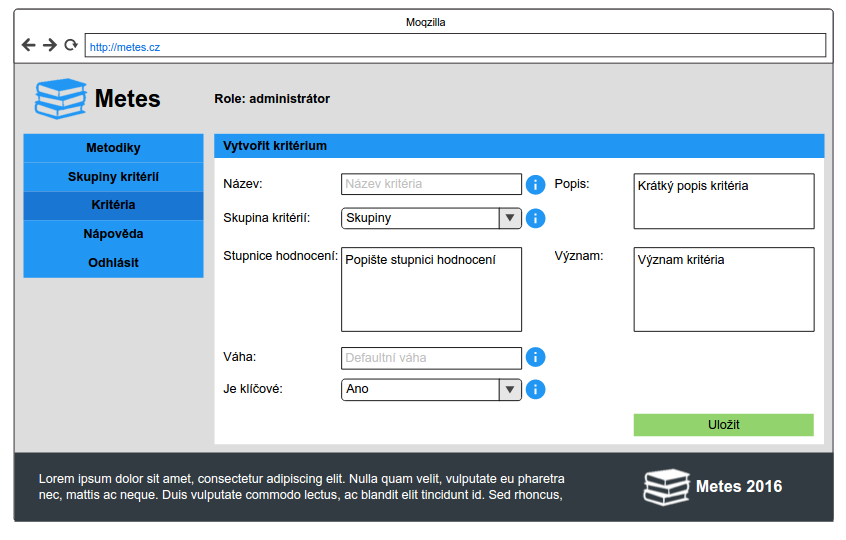 Moqzilla
http://metes.cz
Metes
Role: administrátor
Metodiky
Skupiny kritérií
Kritéria
Nápověda
Odhlásit
Vytvořit kritérium
Název:
Název kritéria
Popis:
Krátký popis kritéria
Skupina kritérií:
Skupiny
Stupnice hodnocení:
Popište stupnici hodnocení
Význam:
Význam kritéria
Váha:
Defaultní váha
Je klíčové:
Ano
Uložit
Lorem ipsum dolor sit amet, consectetur adipiscing elit. Nulla quam velit, vulputate eu pharetra
nec, mattis ac neque. Duis vulputate commodo lectus, ac blandit elit tincidunt id. Sed rhoncus,
Metes 2016